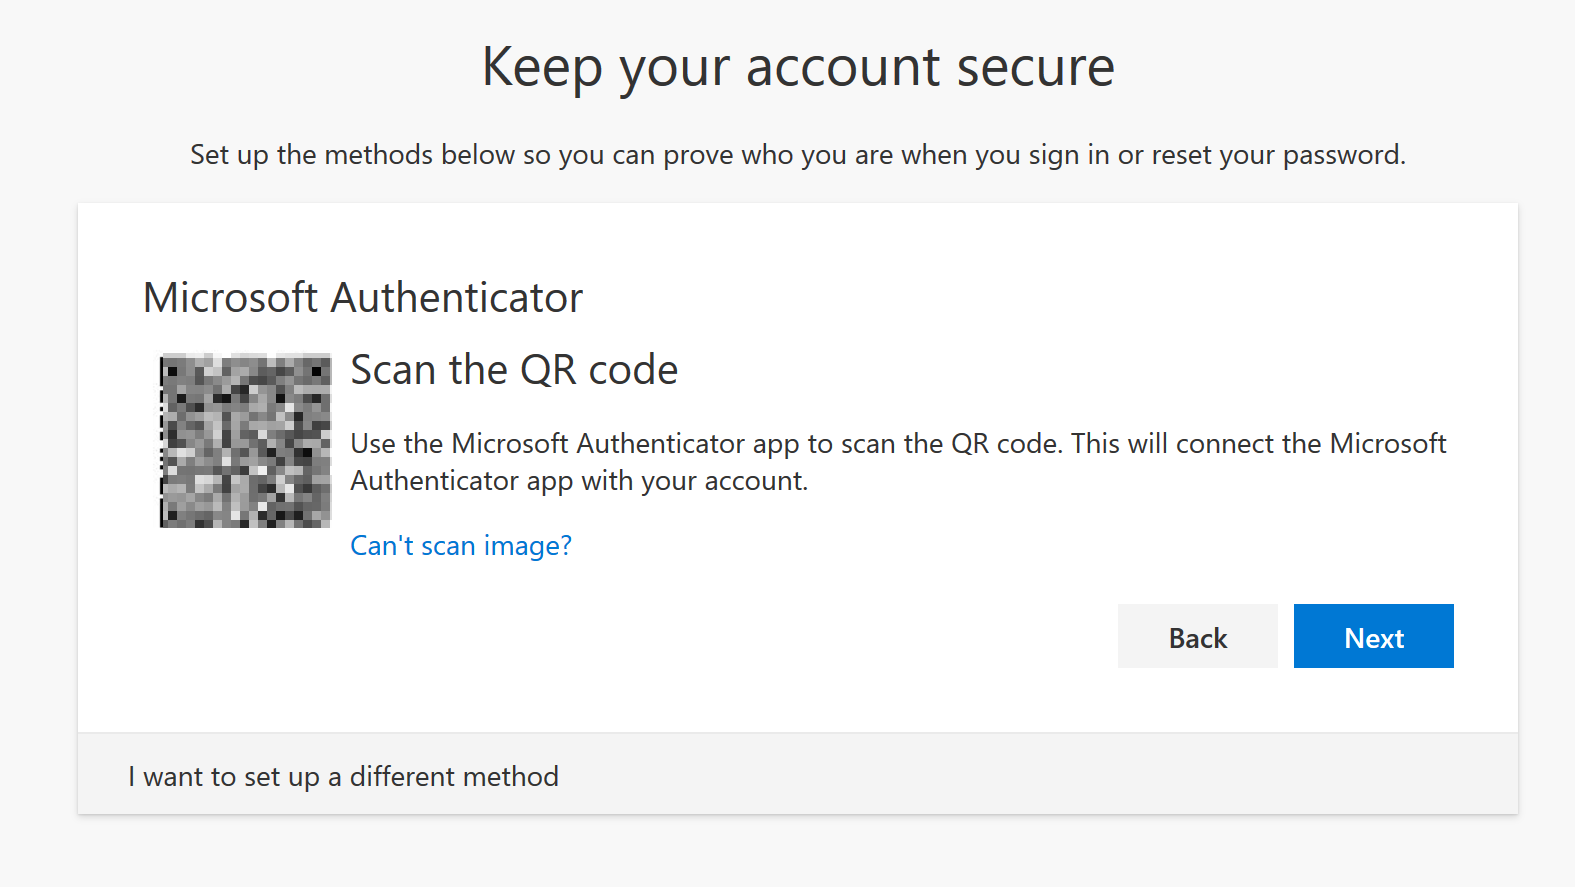 Keep your account secure
Set up the methods below so you can prove who you are when you sign in or reset your password.
Microsoft Authenticator
Scan the QR code
Use the Microsoft Authenticator app to scan the QR code. This will connect the Microsoft
Authenticator app with your account.
Can't scan image?
Back
Next
I want to set up a different method